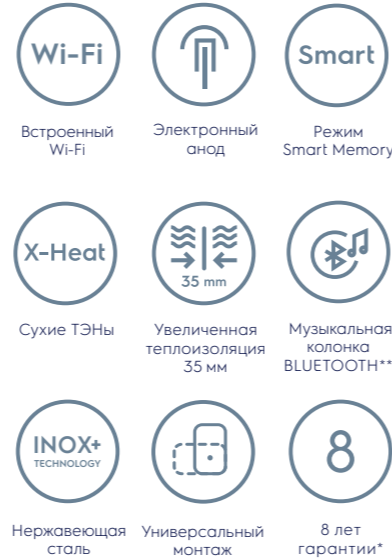 Wi-Fi
Smart
Встроенный
Wi-Fi
Электронный
анод
Режим
Smart Memory
X-Heat
35 mm
Сухие ТЭНы
Увеличенная
теплоизоляция
35 мм
Музыкальная
колонка
BLUETOOTH**
INOX+
TECHNOLOGY
8
Нержавеющая
сталь
Универсальный
монтаж
8 лет
гарантии*